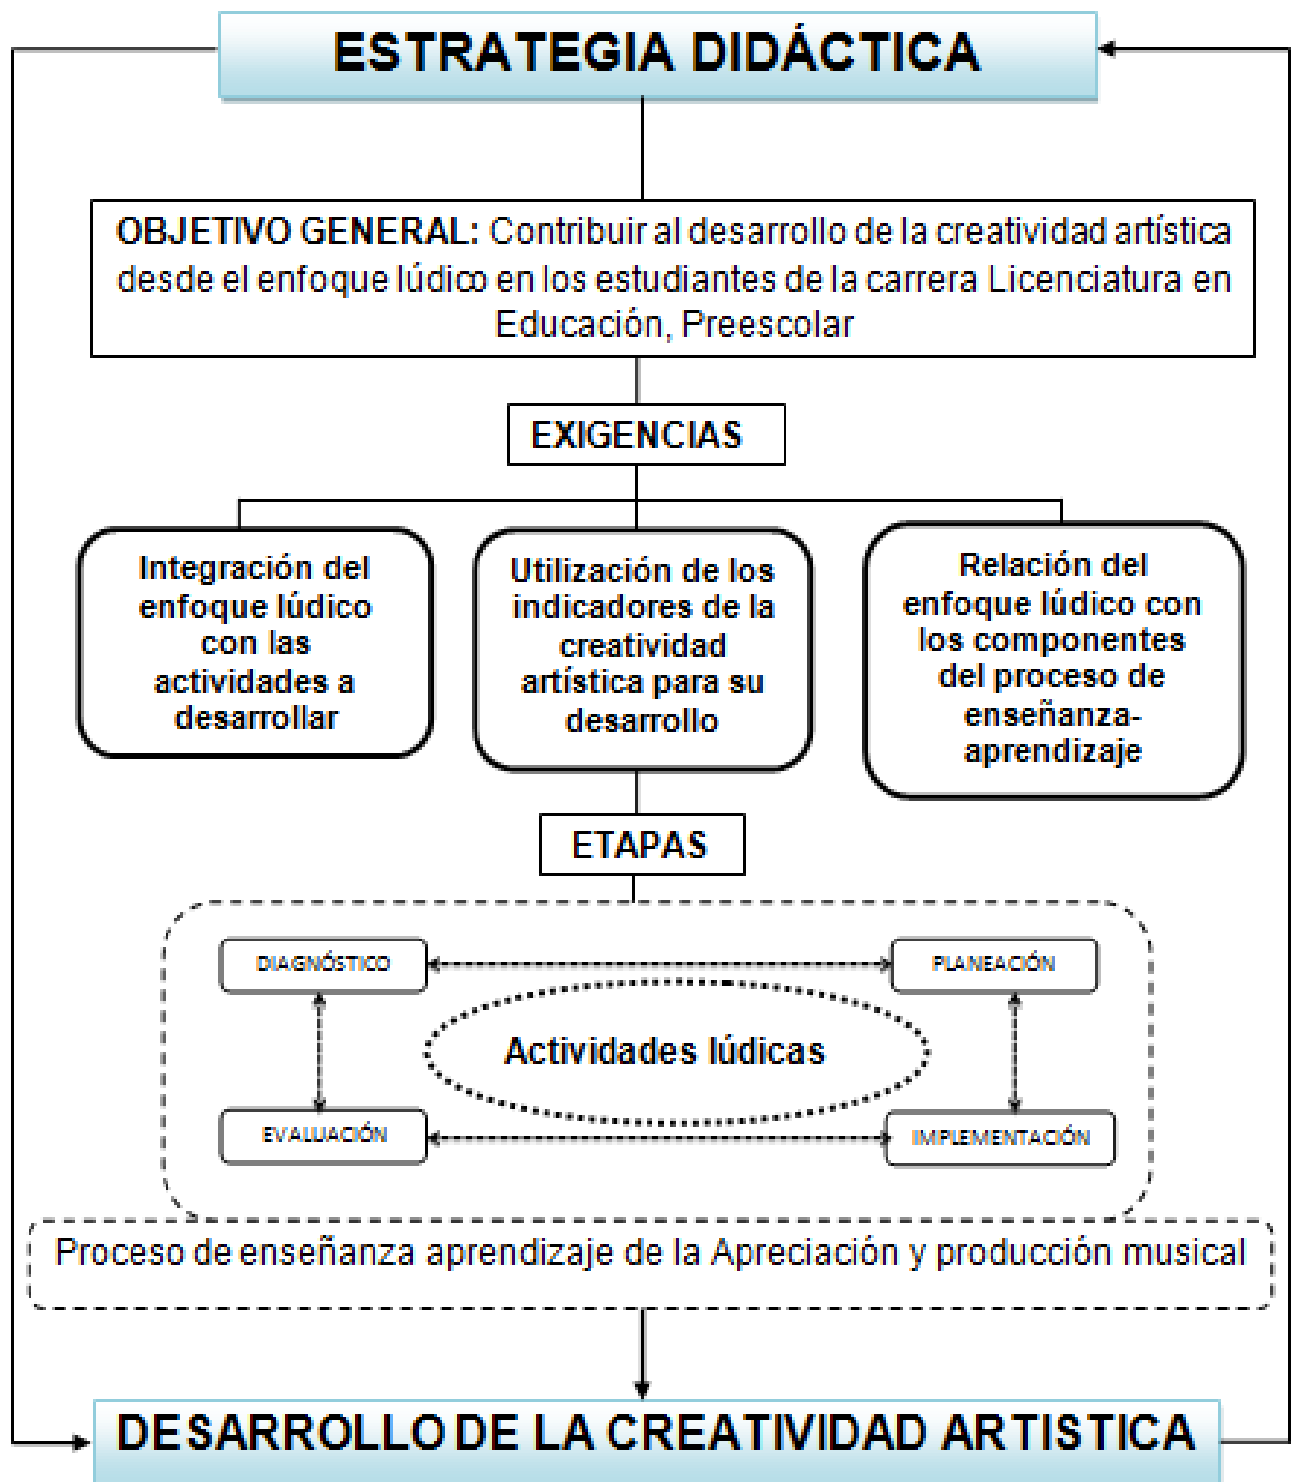 ESTRATEGIA DIDÁCTICA
OBJETIVO GENERAL: Contribuir al desarrollo de la creatividad artística
desde el enfoque lúdico en los estudiantes de la carrera Licenciatura en
Educación, Preescolar
EXIGENCIAS
Integración del
enfoque lúdico
con las
actividades a
desarrollar
Utilización de los
indicadores de la
creatividad
artística para su
desarrollo
Relación del
enfoque lúdico con
los componentes
del proceso de
enseñanza-
aprendizaje
ETAPAS
DIAGNÓSTICO
PLANEACIÓN
Actividades lúdicas
EVALUACIÓN
IMPLEMENTACIÓN
Proceso de enseñanza aprendizaje de la Apreciación y producción musical
DESARROLLO DE LA CREATIVIDAD ARTISTICA